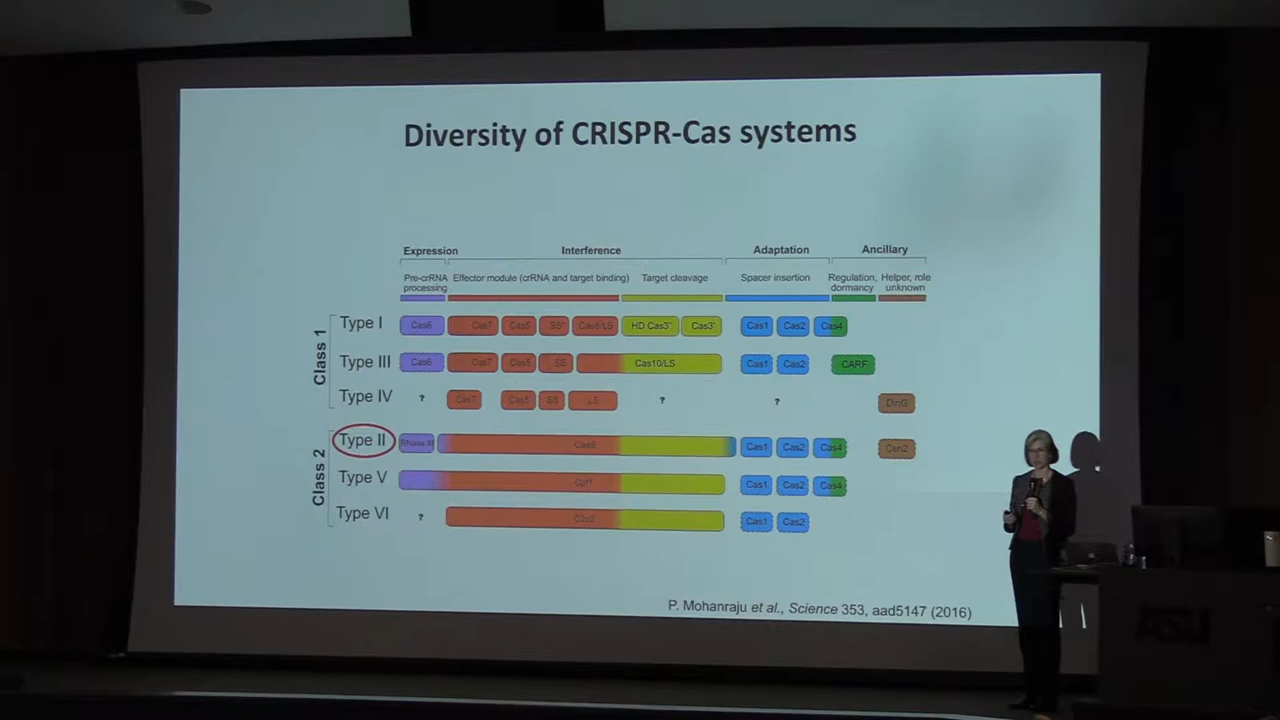 Diversity of CRISPR-Cas systems
Expression Interference Adaptation Ancillary
Pre-crRNA processing Effector module (crRNA and target binding) Target cleavage Spacer insertion Regulation, dormancy Helper, role unknown
Class 1
Type I Cas6 Cas7 Cas5 SS* Cas8 LS HD Cas3" Cas3' Cas1 Cas2 Cas4
Type III Cas6 Cas7 Cas5 SS Cas10/LS Cas1 Cas2 CARF
Type IV ? Cas7 Cas5 SS LS ? ? DinG
Class 2
Type II RNase III Cas9 Cas1 Cas2 Cas4 Csn2
Type V Cpf1 Cas1 Cas2 Cas4
Type VI ? C2c2 Cas1 Cas2
P. Mohanraju et al., Science 353, aad5147 (2016)
ASU